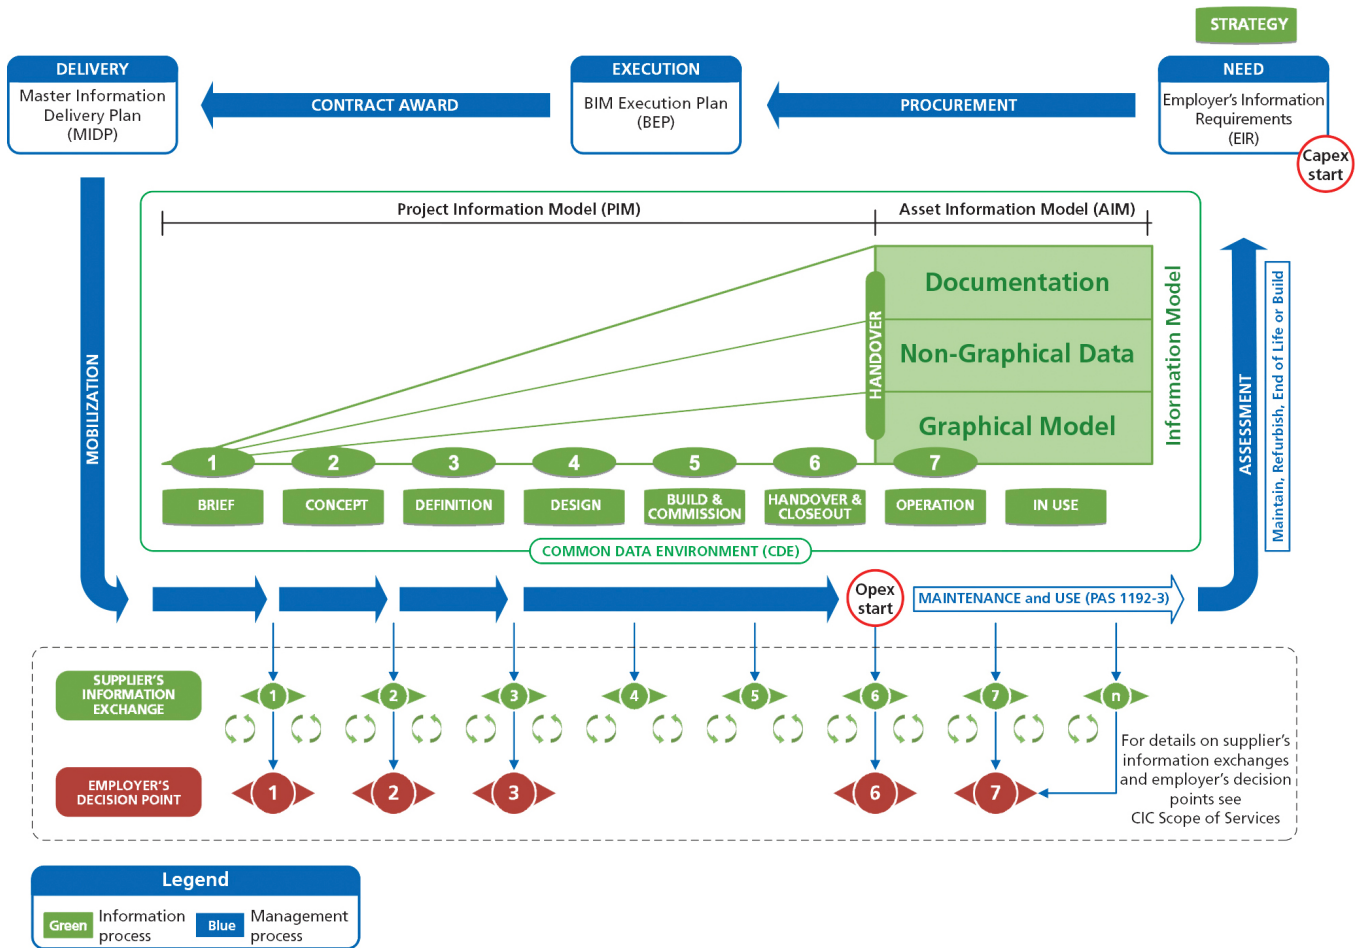 STRATEGY
DELIVERY
Master Information
Delivery Plan
(MIDP)
CONTRACT AWARD
EXECUTION
BIM Execution Plan
(BEP)
PROCUREMENT
NEED
Employer's Information
Requirements
(EIR)
Capex
start
MOBILIZATION
Project Information Model (PIM)
Asset Information Model (AIM)
Documentation
Non-Graphical Data
Graphical Model
HANDOVER
Information Model
ASSESSMENT
Maintain, Refurbish, End of Life or Build
1 2 3 4 5 6 7
BRIEF
CONCEPT
DEFINITION
DESIGN
BUILD &
COMMISSION
HANDOVER &
CLOSEOUT
OPERATION
IN USE
COMMON DATA ENVIRONMENT (CDE)
Opex
start
MAINTENANCE and USE (PAS 1192-3)
SUPPLIER'S
INFORMATION
EXCHANGE
1 2 3 4 5 6 7 n
For details on supplier's
information exchanges
and employer's decision
points see
CIC Scope of Services
EMPLOYER'S
DECISION POINT
1 2 3 6 7
Legend
Green
Information
process
Blue
Management
process